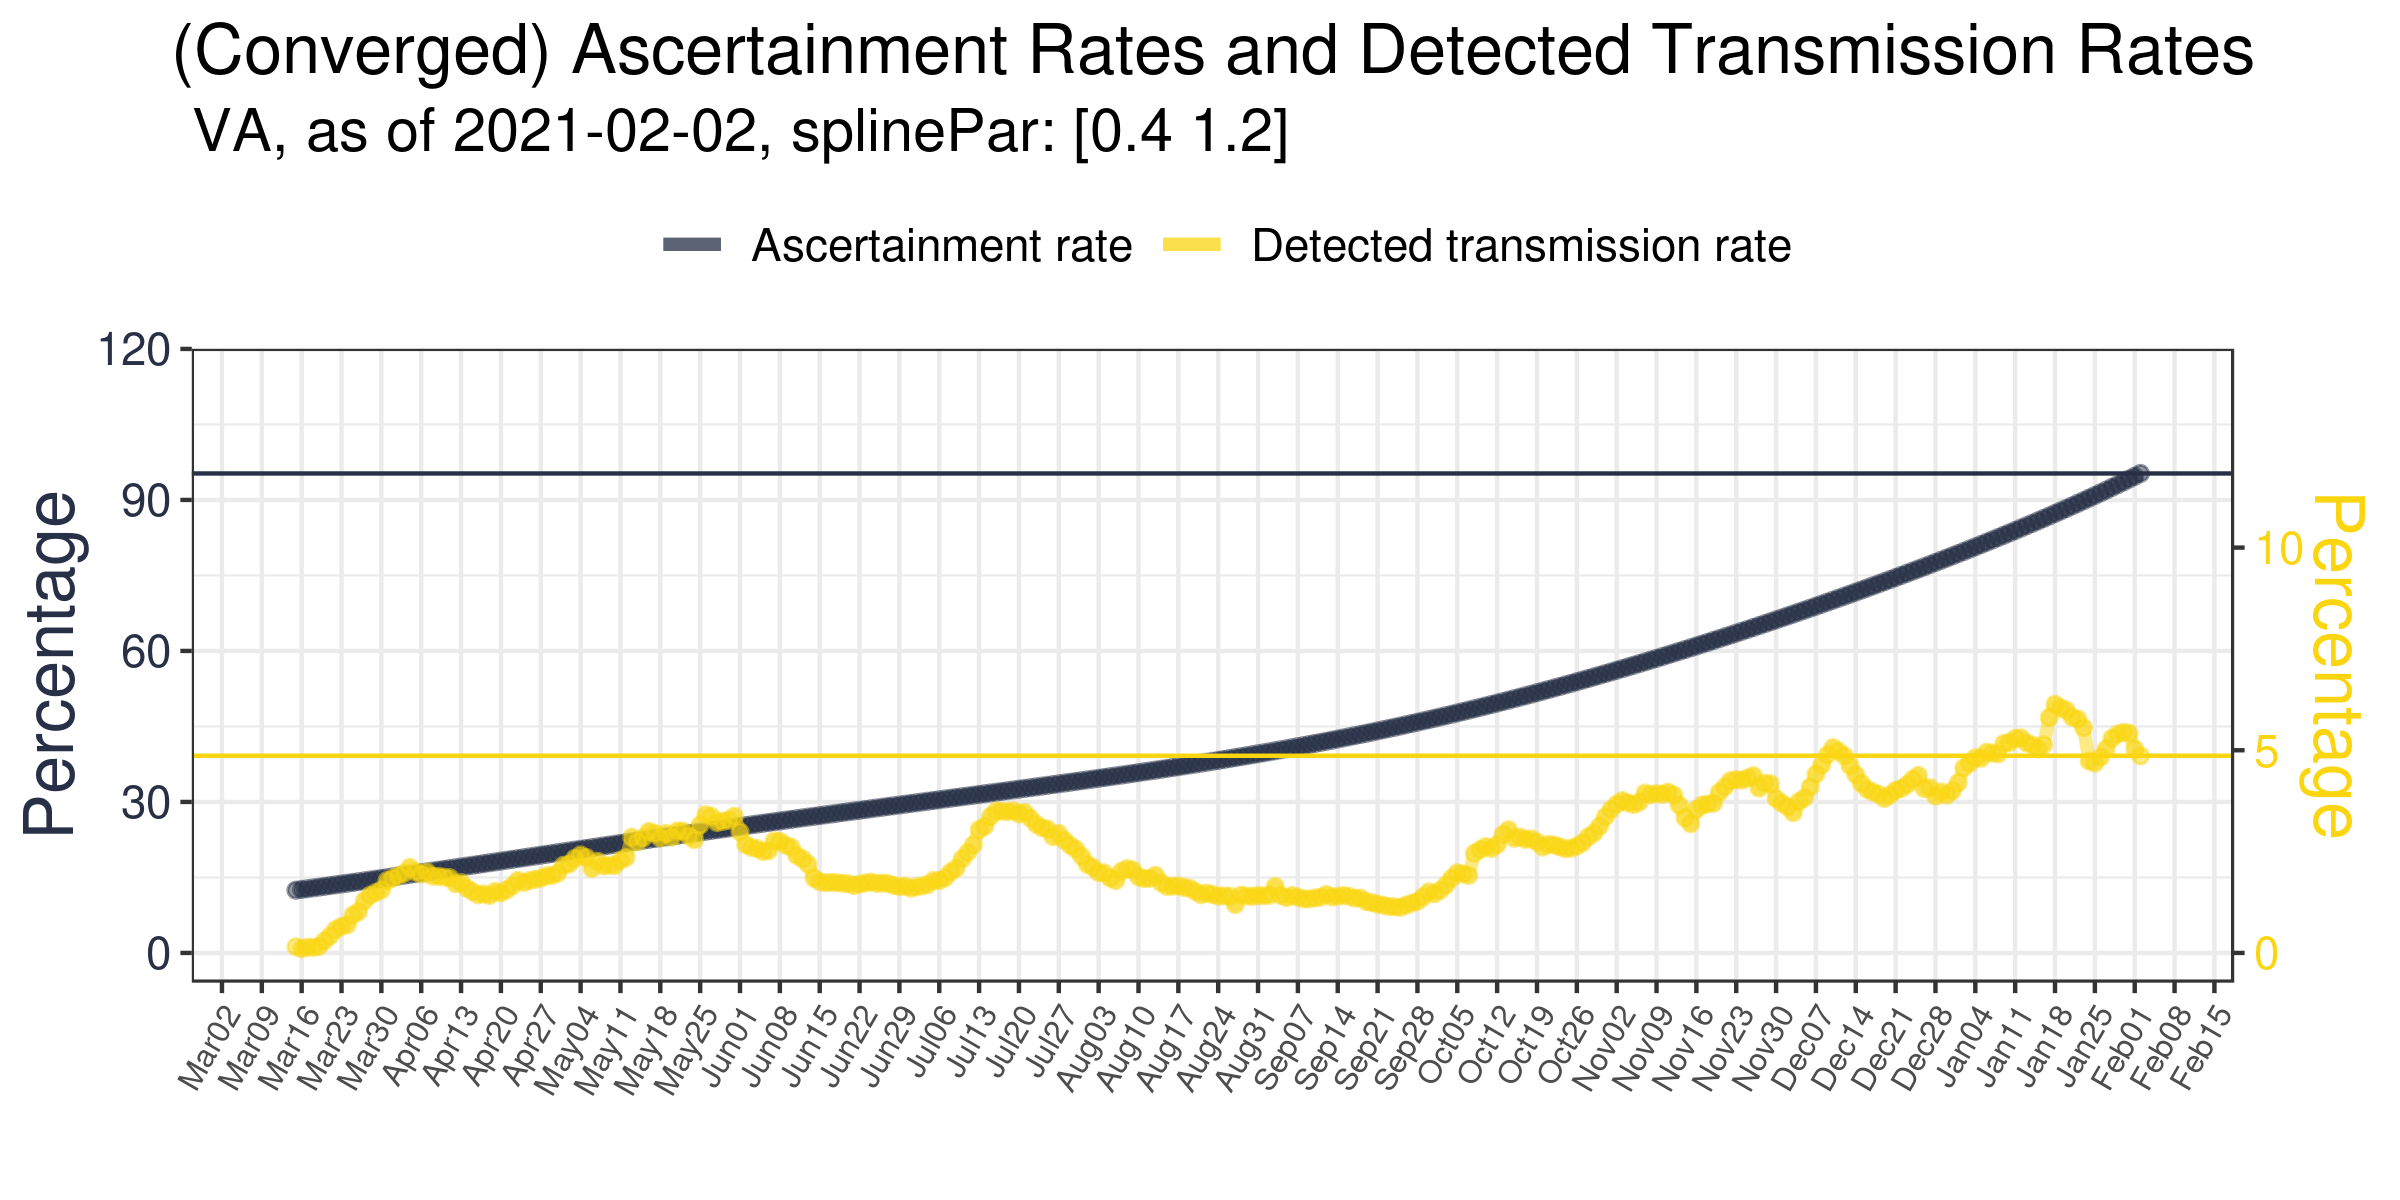 (Converged) Ascertainment Rates and Detected Transmission Rates
VA, as of 2021-02-02, splinePar: [0.4 1.2]
Ascertainment rate Detected transmission rate
120
90
60
30
0
Percentage
10
5
0
Percentage
Mar02 Mar09 Mar16 Mar23 Mar30 Apr06 Apr13 Apr20 Apr27 May04 May11 May18 May25 Jun01 Jun08 Jun15 Jun22 Jun29 Jul06 Jul13 Jul20 Jul27 Aug03 Aug10 Aug17 Aug24 Aug31 Sep07 Sep14 Sep21 Sep28 Sep28 Oct05 Oct12 Oct19 Oct26 Nov02 Nov09 Nov16 Nov23 Nov30 Dec07 Dec14 Dec21 Dec28 Dec28 Jan04 Jan11 Jan18 Jan25 Feb01 Feb08 Feb15